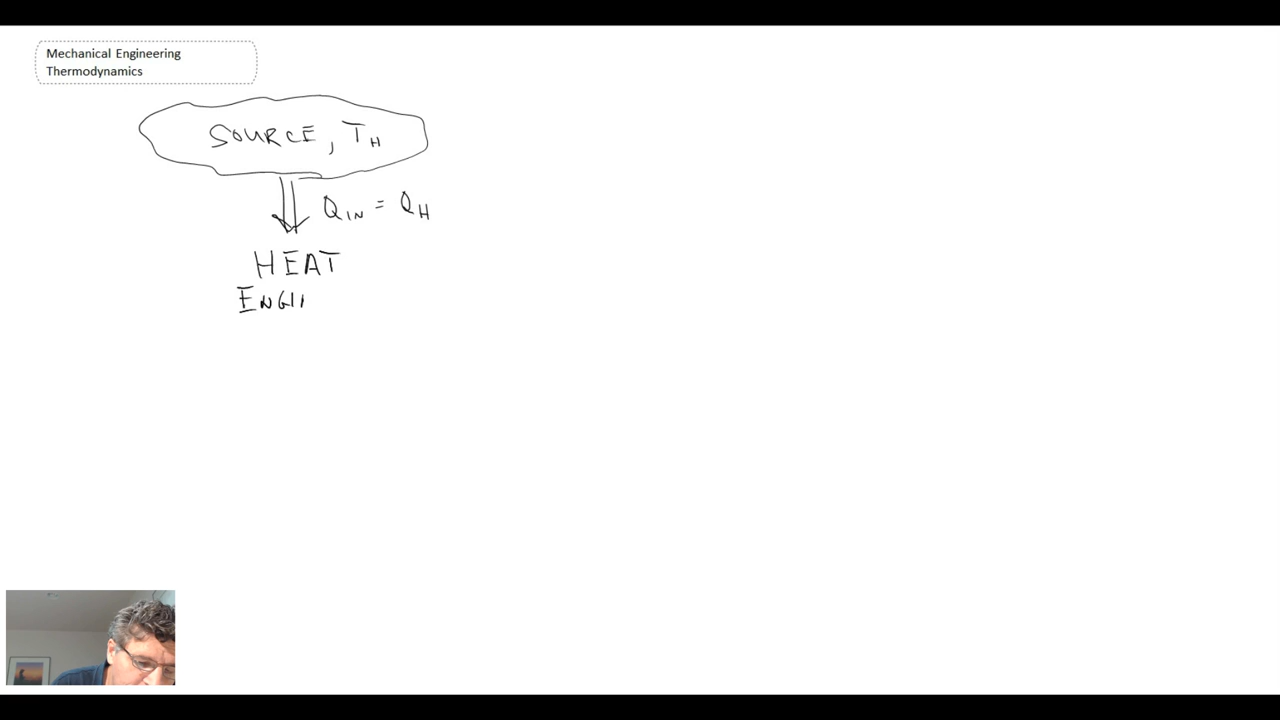 Mechanical Engineering
Thermodynamics
SOURCE, TH
QIN = QH
HEAT
ENGI